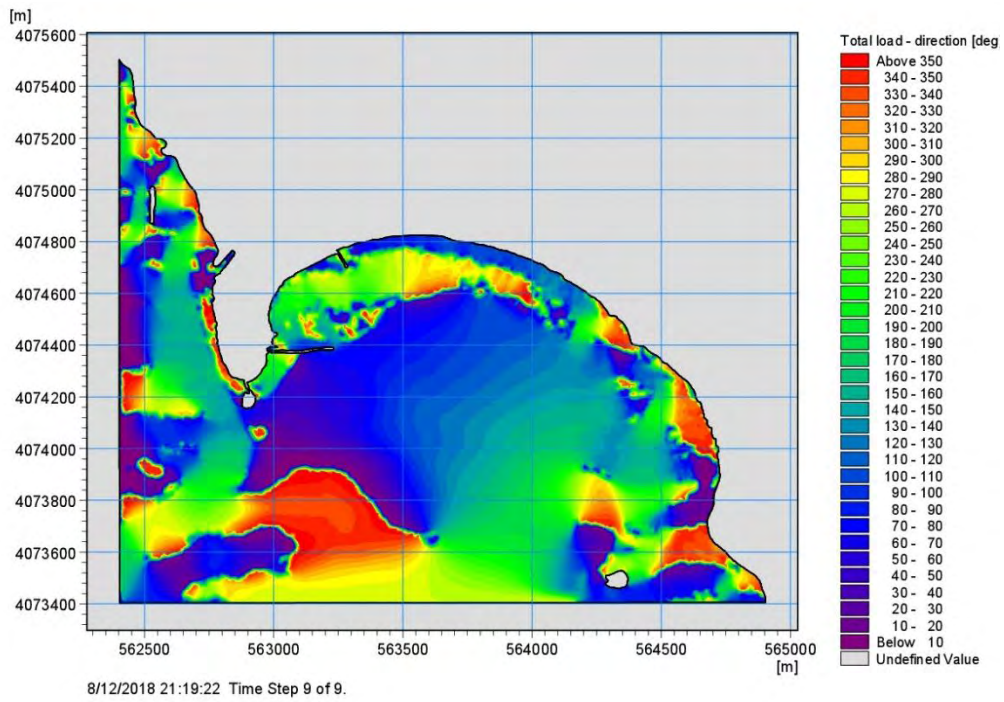 [m]
4075600
4075400
4075200
4075000
4074800
4074600
4074400
4074200
4074000
4073800
4073600
4073400
562500 563000 563500 564000 564500 565000
[m]
8/12/2018 21:19:22 Time Step 9 of 9.
Total load - direction [deg
Above 350
340 - 350
330 - 340
320 - 330
310 - 320
300 - 310
290 - 300
280 - 290
270 - 280
260 - 270
250 - 260
240 - 250
230 - 240
220 - 230
210 - 220
200 - 210
190 - 200
180 - 190
170 - 180
160 - 170
150 - 160
140 - 150
130 - 140
120 - 130
110 - 120
100 - 110
90 - 100
80 - 90
70 - 80
60 - 70
50 - 60
40 - 50
30 - 40
20 - 30
10 - 20
Below 10
Undefined Value